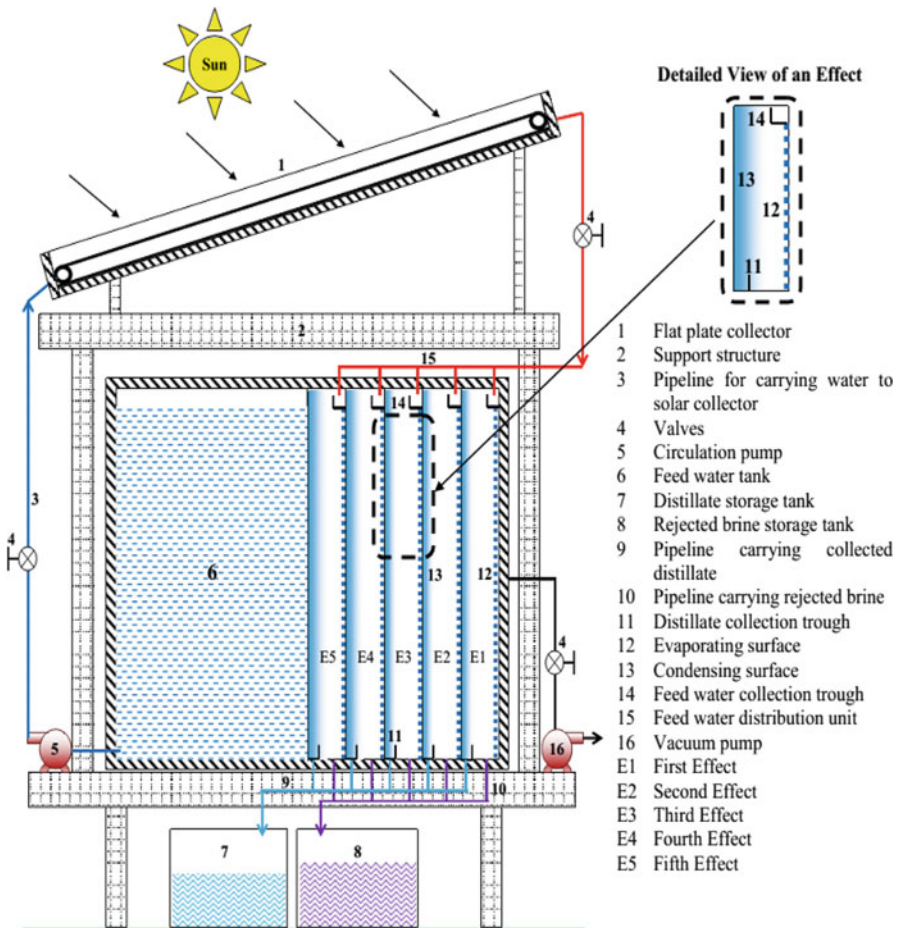 Sun
Detailed View of an Effect
1
14
13
12
11
4
2
15
14
3
4
6
13
12
4
E5
E4
E3
E2
E1
11
5
16
9
10
7
8
1 Flat plate collector
2 Support structure
3 Pipeline for carrying water to
solar collector
4 Valves
5 Circulation pump
6 Feed water tank
7 Distillate storage tank
8 Rejected brine storage tank
9 Pipeline carrying collected
distillate
10 Pipeline carrying rejected brine
11 Distillate collection trough
12 Evaporating surface
13 Condensing surface
14 Feed water collection trough
15 Feed water distribution unit
16 Vacuum pump
E1 First Effect
E2 Second Effect
E3 Third Effect
E4 Fourth Effect
E5 Fifth Effect